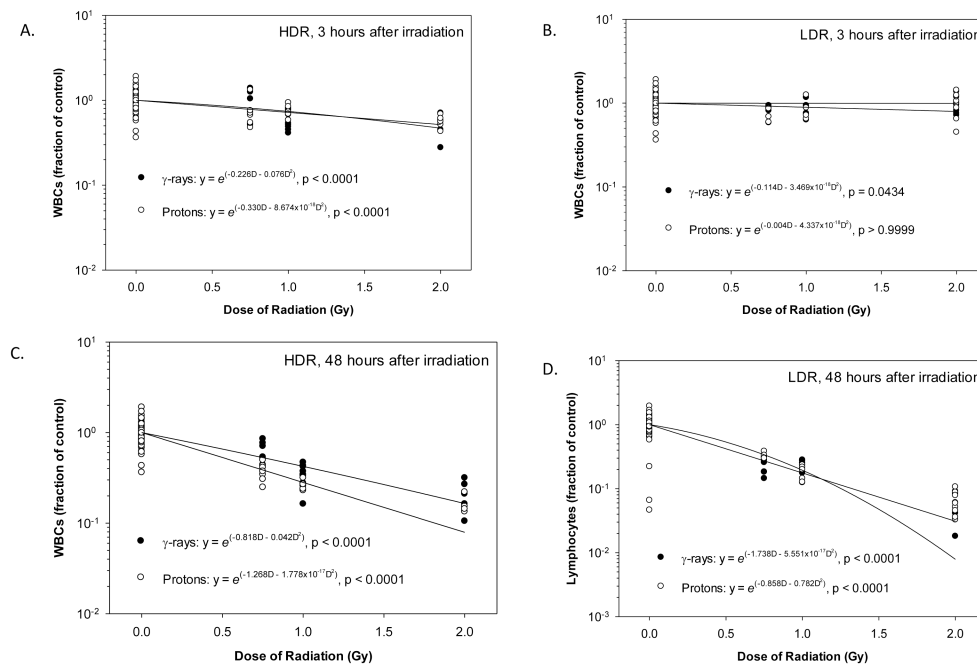 A.
HDR, 3 hours after irradiation
10¹
10⁰
10⁻¹
10⁻²
WBCs (fraction of control)
γ-rays: y = e^(-0.226D - 0.076D²), p < 0.0001
Protons: y = e^(-0.330D - 8.674x10⁻¹⁸D²), p < 0.0001
0.0 0.5 1.0 1.5 2.0
Dose of Radiation (Gy)
B.
LDR, 3 hours after irradiation
10¹
10⁰
10⁻¹
10⁻²
WBCs (fraction of control)
γ-rays: y = e^(-0.114D - 3.469x10⁻¹⁸D²), p = 0.0434
Protons: y = e^(-0.004D - 4.337x10⁻¹⁸D²), p > 0.9999
0.0 0.5 1.0 1.5 2.0
Dose of Radiation (Gy)
C.
HDR, 48 hours after irradiation
10¹
10⁰
10⁻¹
10⁻²
WBCs (fraction of control)
γ-rays: y = e^(-0.818D - 0.042D²), p < 0.0001
Protons: y = e^(-1.268D - 1.778x10⁻¹⁷D²), p < 0.0001
0.0 0.5 1.0 1.5 2.0
Dose of Radiation (Gy)
D.
LDR, 48 hours after irradiation
10¹
10⁰
10⁻¹
10⁻²
10⁻³
Lymphocytes (fraction of control)
γ-rays: y = e^(-1.738D - 5.551x10⁻¹⁷D²), p < 0.0001
Protons: y = e^(-0.858D - 0.782D²), p < 0.0001
0.0 0.5 1.0 1.5 2.0
Dose of Radiation (Gy)